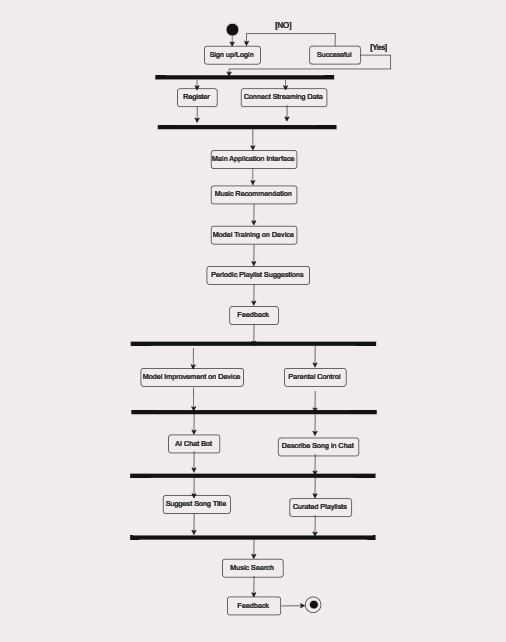 [NO]
[Yes]
Sign up/Login
Successful
Register
Connect Streaming Data
Main Application Interface
Music Recommendation
Model Training on Device
Periodic Playlist Suggestions
Feedback
Model Improvement on Device
Parental Control
AI Chat Bot
Describe Song in Chat
Suggest Song Title
Curated Playlists
Music Search
Feedback